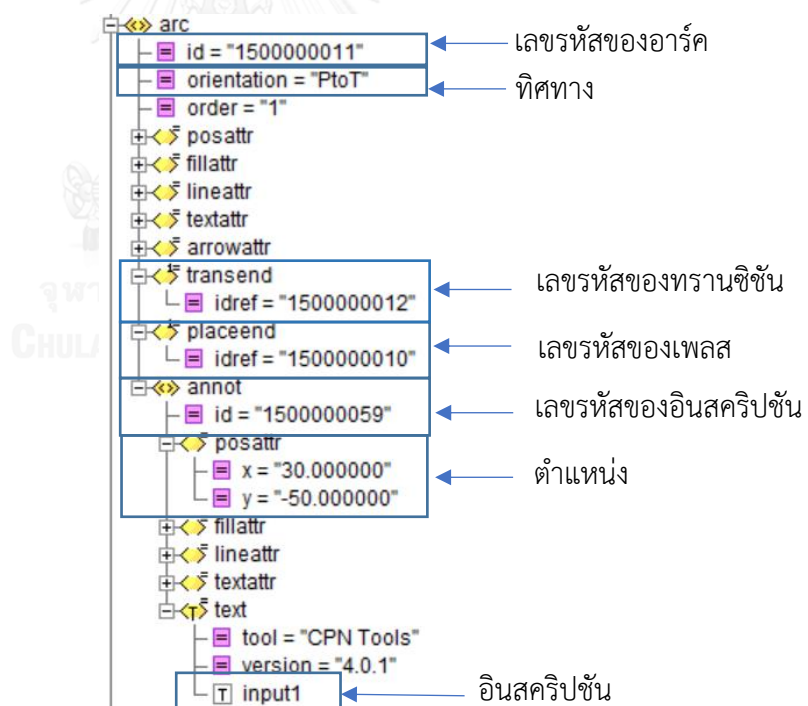 arc
id = "1500000011"
เลขรหัสของอาร์ค
orientation = "PtoT"
ทิศทาง
order = "1"
posattr
fillattr
lineattr
textattr
arrowattr
transend
เลขรหัสของทรานซิชัน
idref = "1500000012"
placeend
เลขรหัสของเพลส
idref = "1500000010"
annot
เลขรหัสของอินสคริปชัน
id = "1500000059"
posattr
x = "30.000000"
ตำแหน่ง
y = "-50.000000"
fillattr
lineattr
textattr
text
tool = "CPN Tools"
version = "4.0.1"
input1
อินสคริปชัน